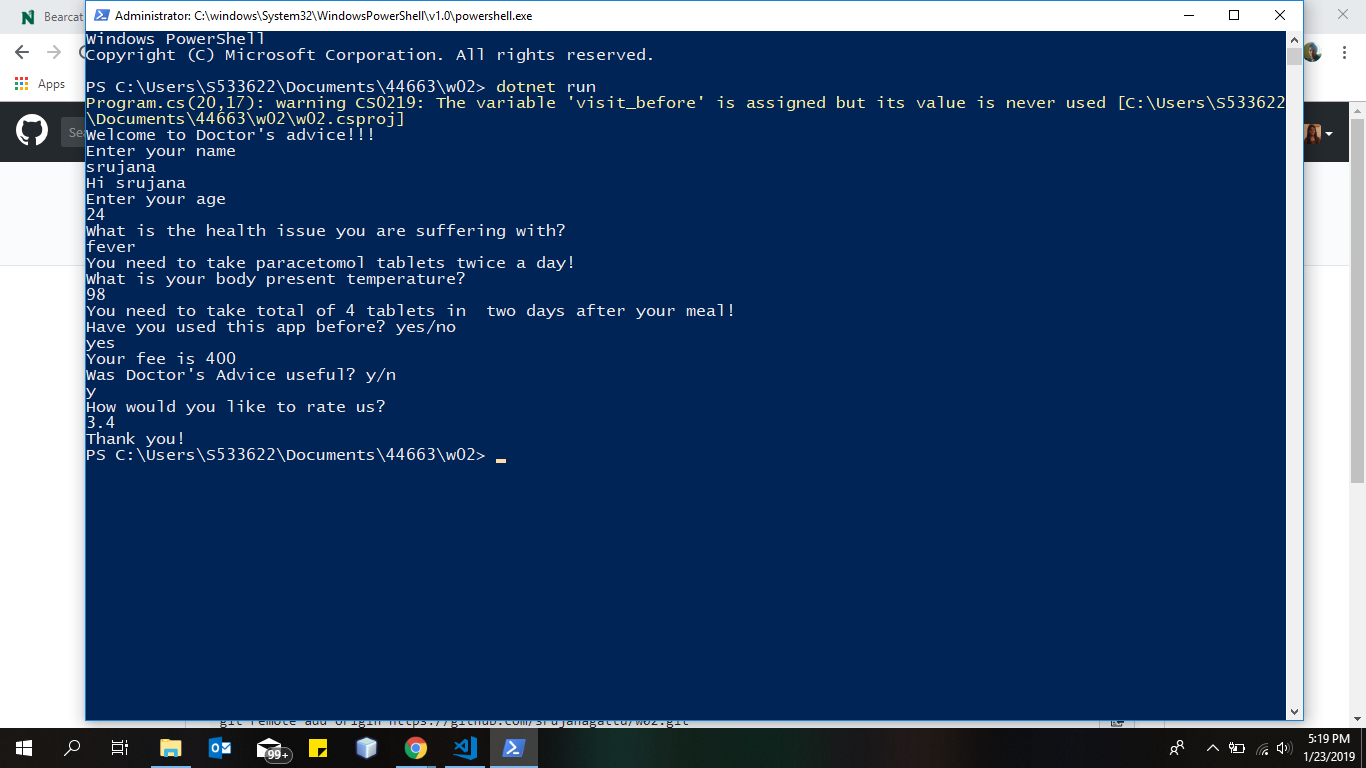 Bearcat
Administrator: C:\windows\System32\WindowsPowerShell\v1.0\powershell.exe
Apps
Sea
Windows PowerShell
Copyright (C) Microsoft Corporation. All rights reserved.
PS C:\Users\S533622\Documents\44663\w02> dotnet run
Program.cs(20,17): warning CS0219: The variable 'visit_before' is assigned but its value is never used [C:\Users\S533622
\Documents\44663\w02\w02.csproj]
Welcome to Doctor's advice!!!
Enter your name
srujana
Hi srujana
Enter your age
24
What is the health issue you are suffering with?
fever
You need to take paracetomol tablets twice a day!
What is your body present temperature?
98
You need to take total of 4 tablets in  two days after your meal!
Have you used this app before? yes/no
yes
Your fee is 400
Was Doctor's Advice useful? y/n
y
How would you like to rate us?
3.4
Thank you!
PS C:\Users\S533622\Documents\44663\w02>
git remote add origin https://github.com/srujanagattu/w02.git
99+
5:19 PM
1/23/2019